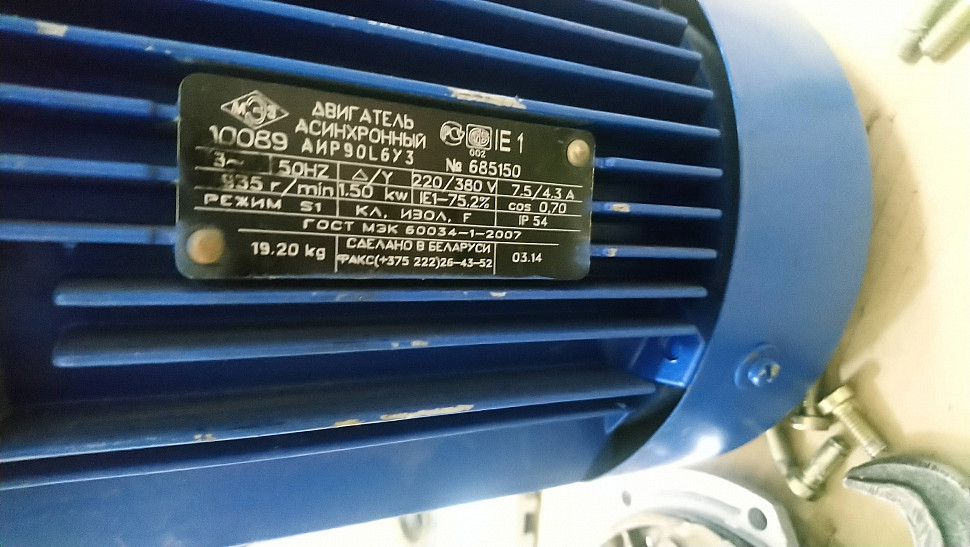 МЭЗ
ДВИГАТЕЛЬ
АСИНХРОННЫЙ
10089 АИР90L6У3
РСТ 002 IE1
№ 685150
3~ 50HZ Δ/Y 220/380 V 7.5/4.3 A
935 r/min 1.50 kw IE1-75.2% cos 0,70
РЕЖИМ S1 КЛ, ИЗОЛ, F IP 54
ГОСТ МЭК 60034-1-2007
19.20 kg СДЕЛАНО В БЕЛАРУСИ 03.14
ФАКС(+375 222)26-43-52